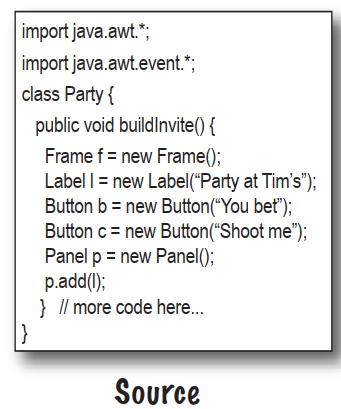 import java.awt.*;
import java.awt.event.*;
class Party {
public void buildInvite() {
Frame f = new Frame();
Label l = new Label(“Party at Tim’s”);
Button b = new Button(“You bet”);
Button c = new Button(“Shoot me”);
Panel p = new Panel();
p.add(l);
} // more code here...
}
Source